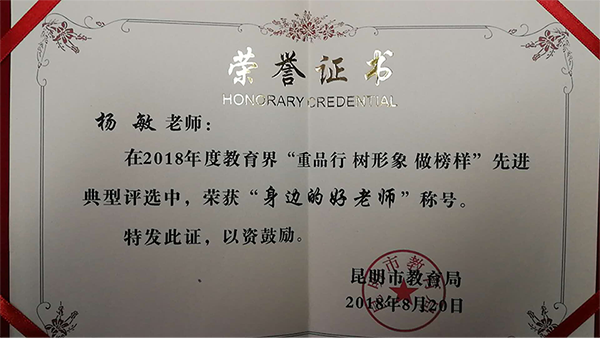 荣誉证书
HONORARY CREDENTIAL
杨敏老师：
在2018年度教育界“重品行 树形象 做榜样”先进
典型评选中，荣获“身边的好老师”称号。
特发此证，以资鼓励。
昆明市教育局
2018年8月20日